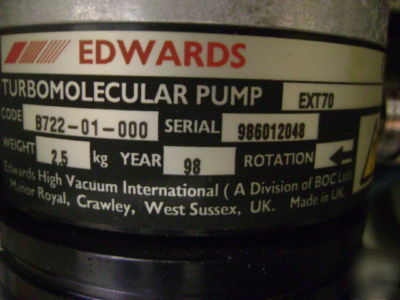 EDWARDS
TURBOMOLECULAR PUMP EXT70
CODE B722-01-000 SERIAL 986012048
WEIGHT 2,5 kg YEAR 98 ROTATION
Edwards High Vacuum International (A Division of BOC Ltd)
Manor Royal, Crawley, West Sussex, UK. Made in UK.